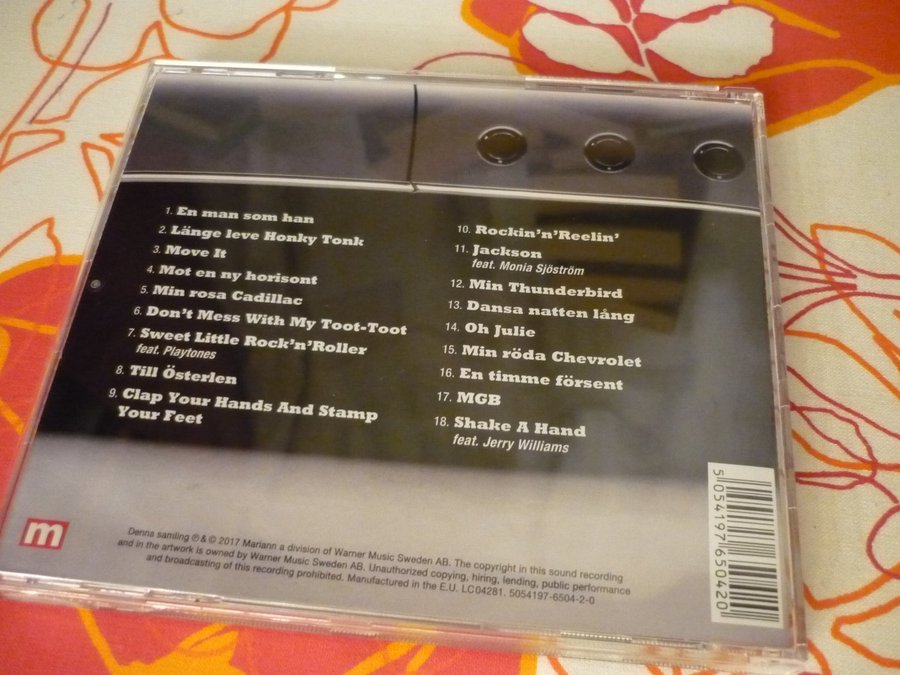 1. En man som han
2. Länge leve Honky Tonk
3. Move It
4. Mot en ny horisont
5. Min rosa Cadillac
6. Don't Mess With My Toot-Toot
7. Sweet Little Rock'n'Roller
feat. Playtones
8. Till Österlen
9. Clap Your Hands And Stamp
Your Feet
10. Rockin'n'Reelin'
11. Jackson
feat. Monia Sjöström
12. Min Thunderbird
13. Dansa natten lång
14. Oh Julie
15. Min röda Chevrolet
16. En timme försent
17. MGB
18. Shake A Hand
feat. Jerry Williams
m
Denna samling ℗ & © 2017 Mariann a division of Warner Music Sweden AB. The copyright in this sound recording
and in the artwork is owned by Warner Music Sweden AB. Unauthorized copying, hiring, lending, public performance
and broadcasting of this recording prohibited. Manufactured in the E.U. LC04281. 5054197-6504-2-0
5 054197 650420